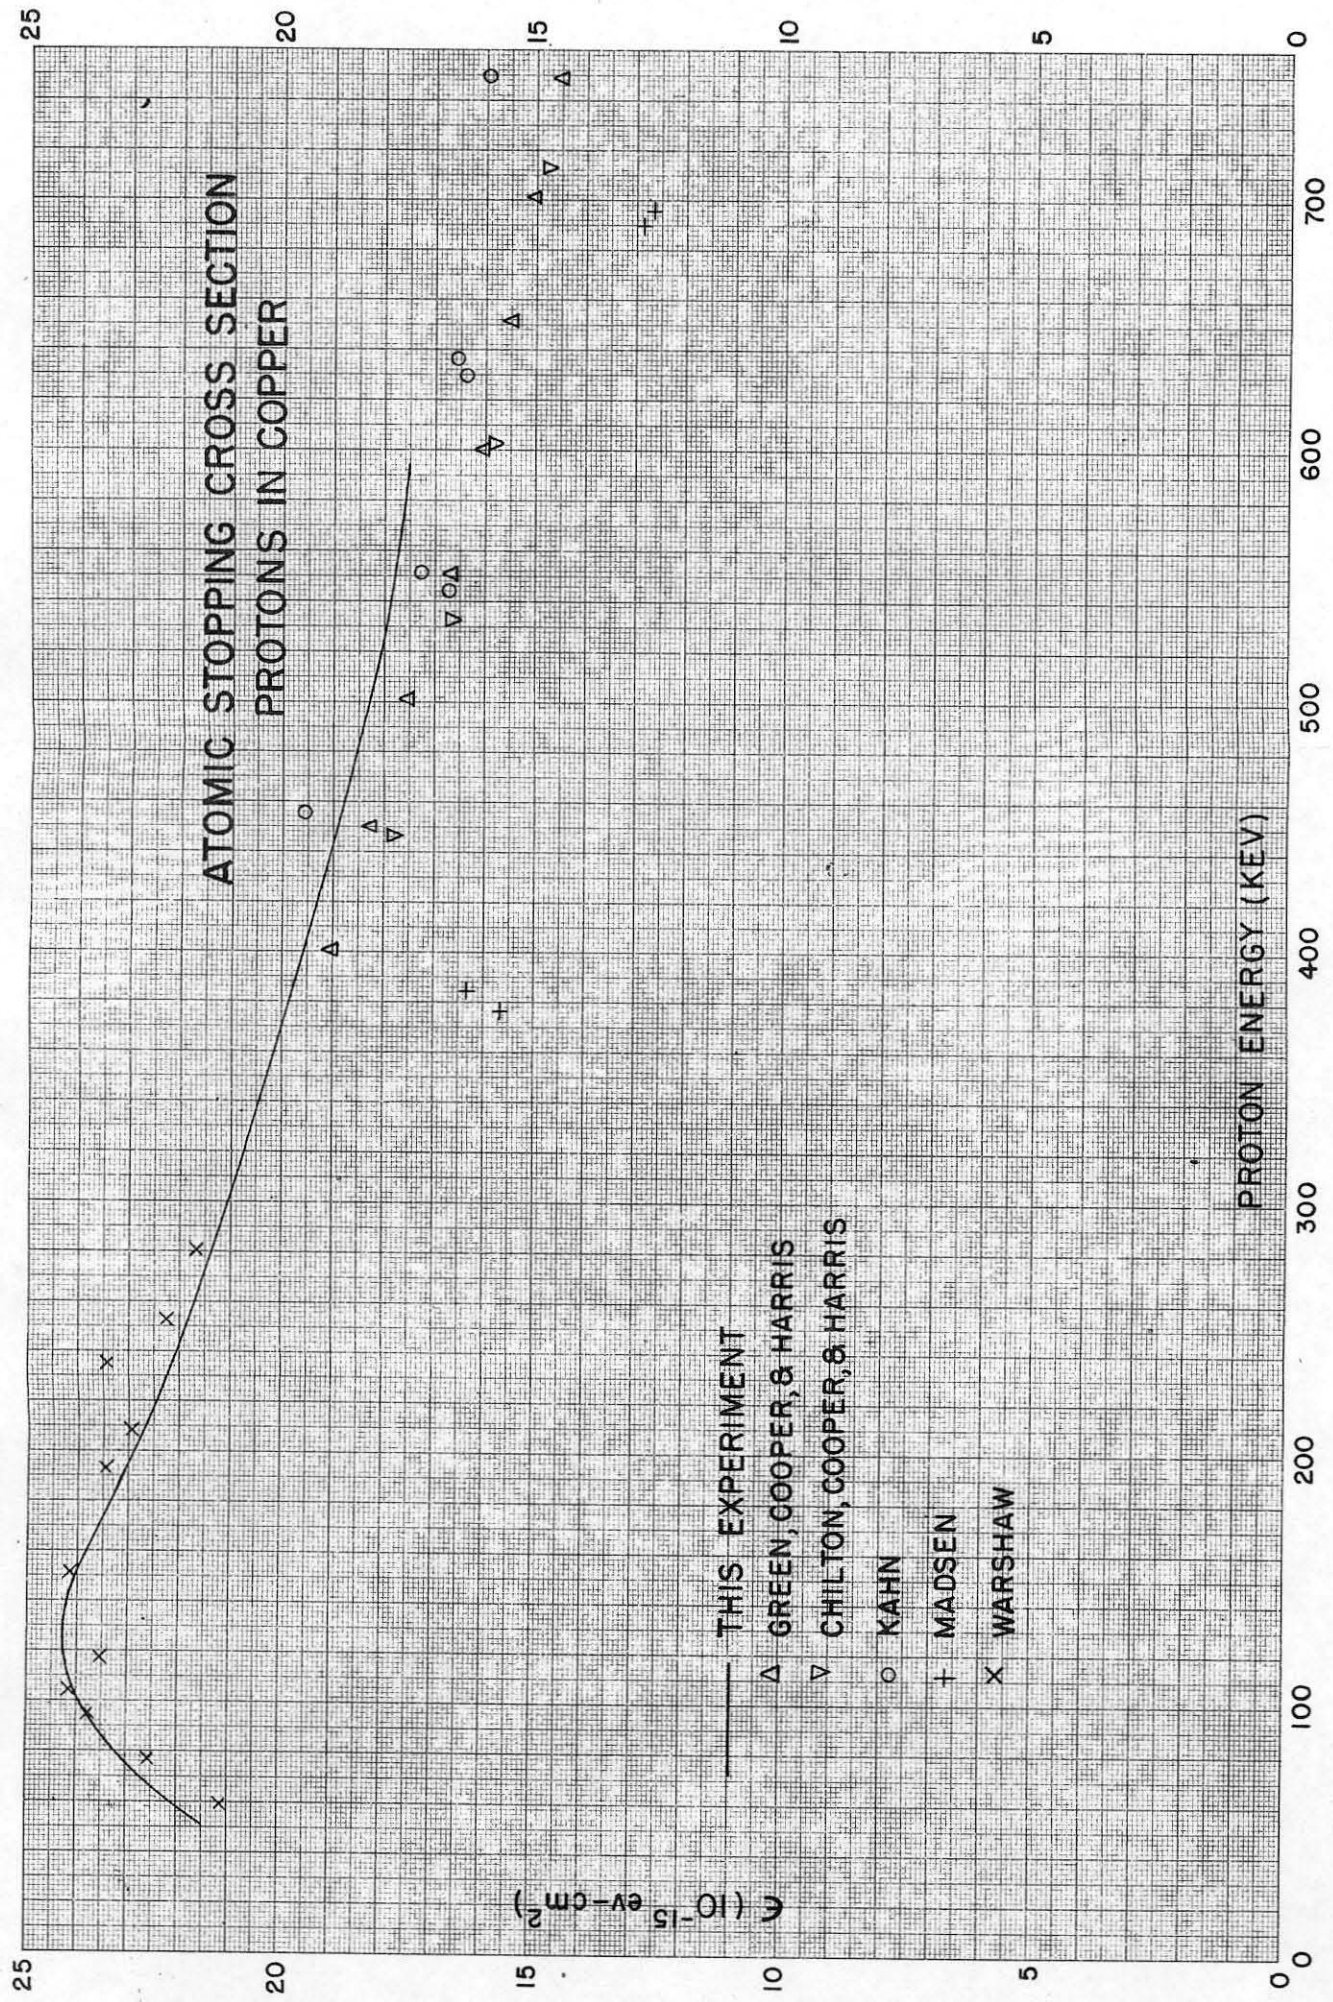 ATOMIC STOPPING CROSS SECTION
PROTONS IN COPPER
25
20
15
10
5
0
25
20
15
10
5
0
ϵ (10⁻¹⁵ ev-cm²)
THIS EXPERIMENT
GREEN, COOPER, & HARRIS
CHILTON, COOPER, & HARRIS
KAHN
MADSEN
WARSHAW
0 100 200 300 400 500 600 700
PROTON ENERGY (KEV)